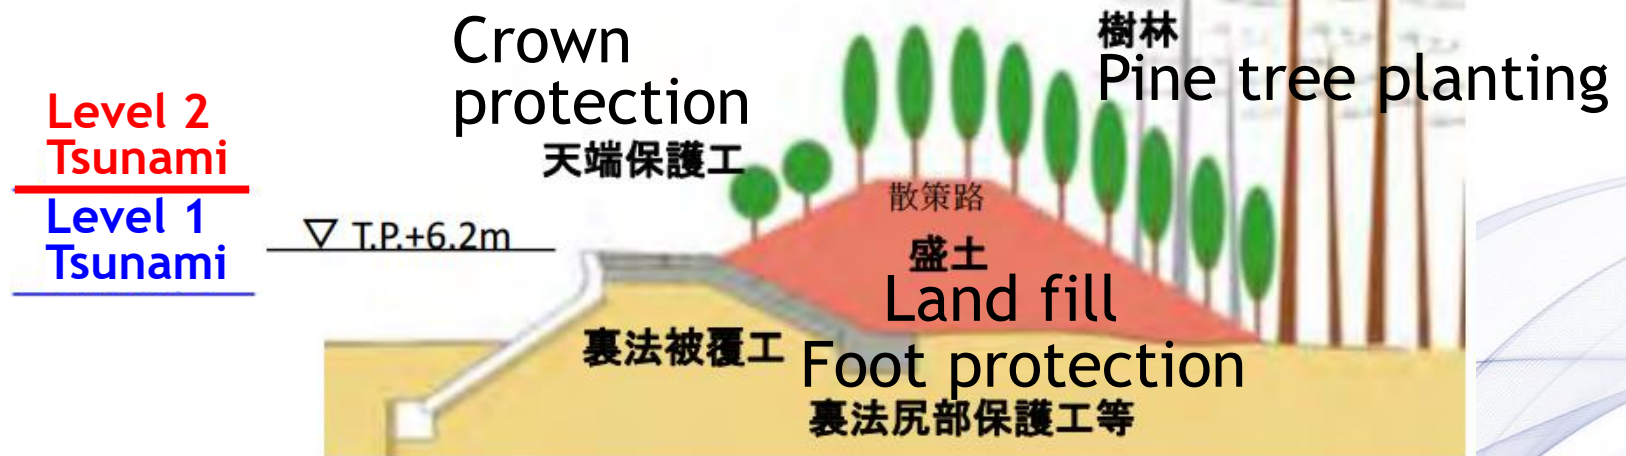 Crown
protection
天端保護工
樹林
Pine tree planting
Level 2
Tsunami
Level 1
Tsunami
▽ T.P.+6.2m
散策路
盛土
Land fill
裏法被覆工
Foot protection
裏法尻部保護工等